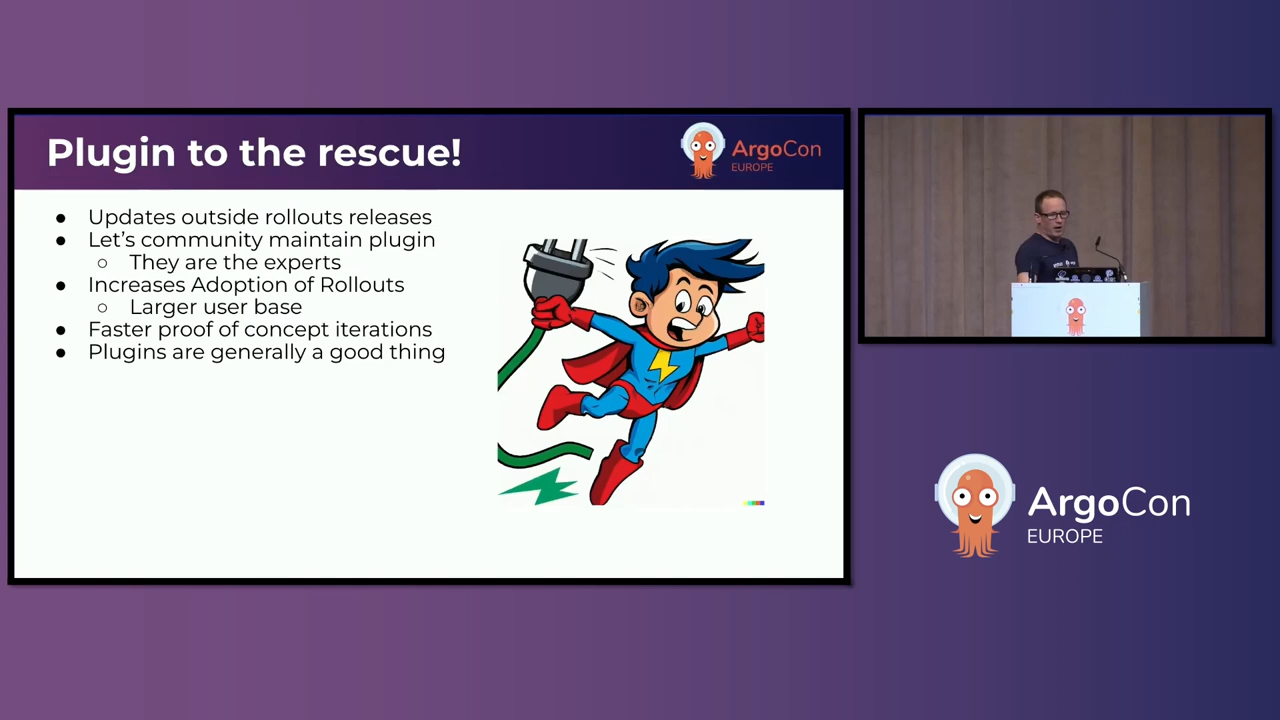 Plugin to the rescue!
ArgoCon
EUROPE
● Updates outside rollouts releases
● Let's community maintain plugin
○ They are the experts
● Increases Adoption of Rollouts
○ Larger user base
● Faster proof of concept iterations
● Plugins are generally a good thing
ArgoCon
EUROPE